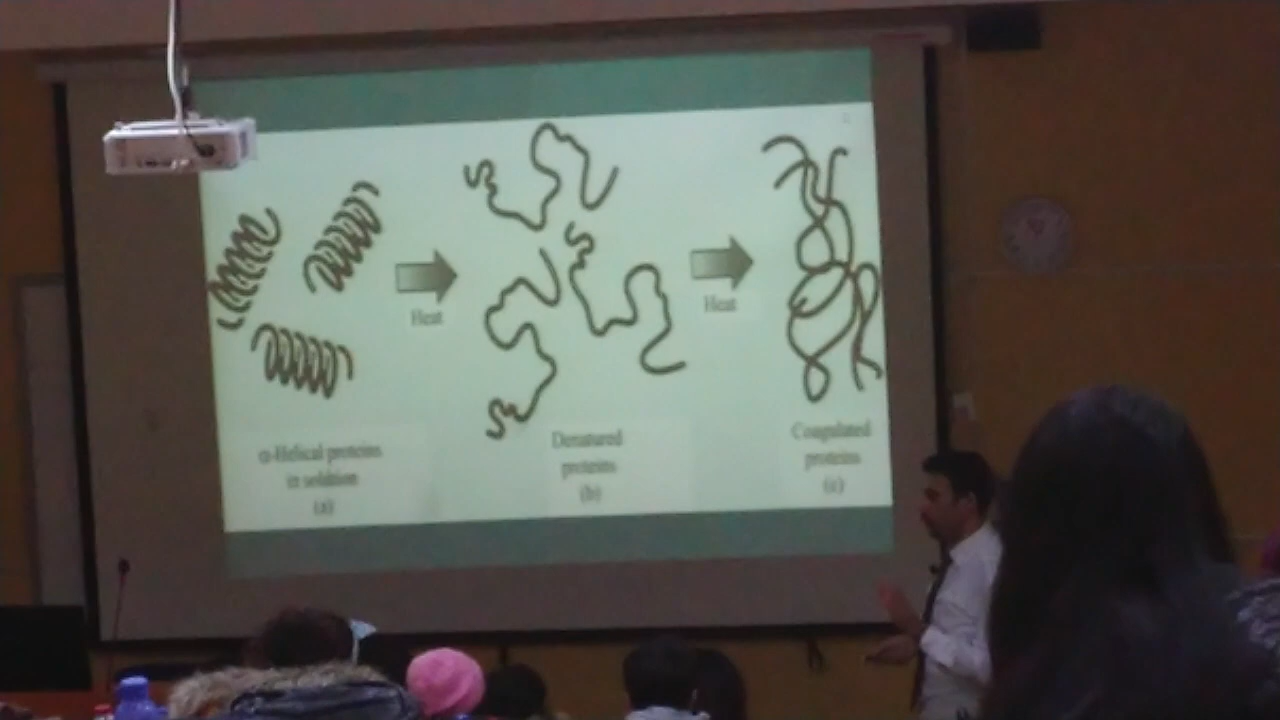 Heat
Heat
α-Helical proteins
in solution
(a)
Denatured
proteins
(b)
Coagulated
proteins
(c)